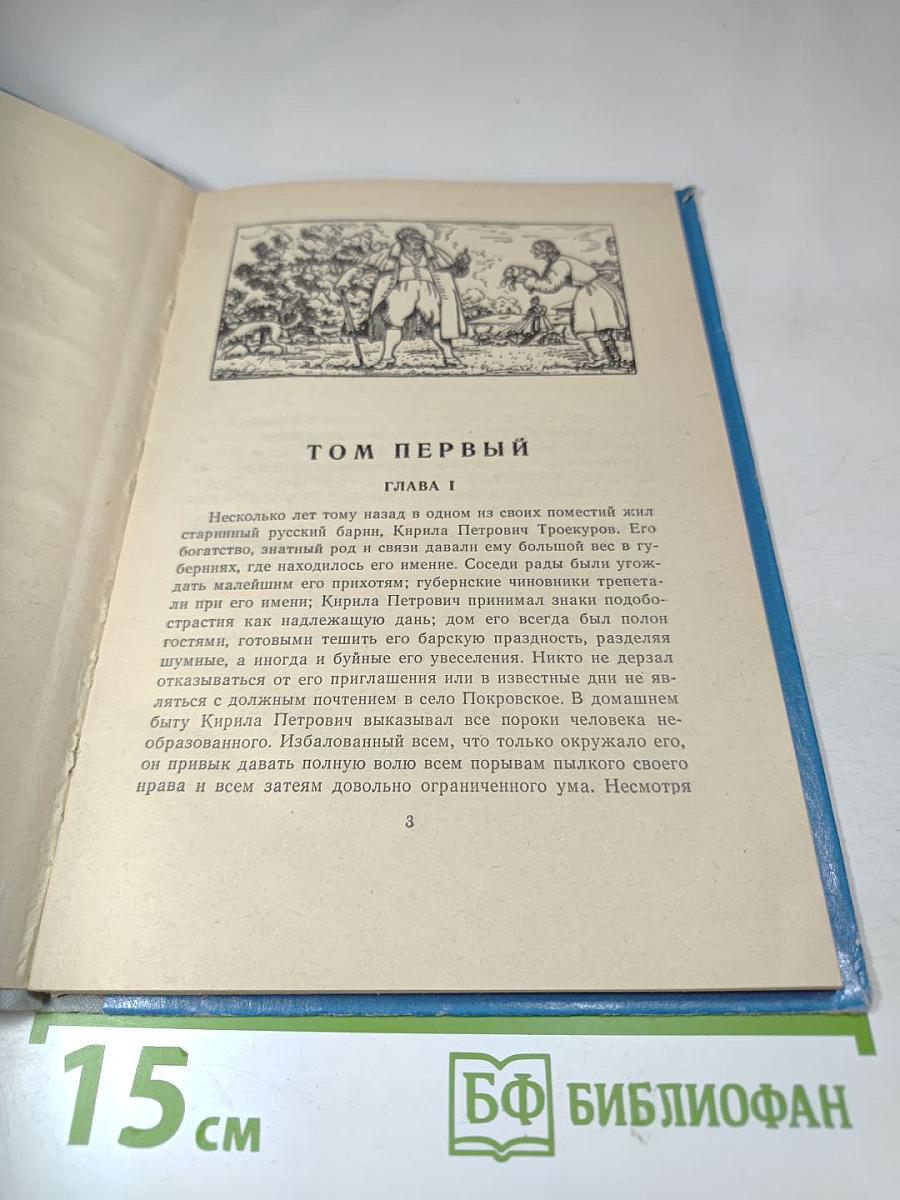 ТОМ ПЕРВЫЙ
ГЛАВА I
Несколько лет тому назад в одном из своих поместий жил
старинный русский барин, Кирила Петрович Троекуров. Его
богатство, знатный род и связи давали ему большой вес в гу-
берниях, где находилось его имение. Соседи рады были угож-
дать малейшим его прихотям; губернские чиновники трепета-
ли при его имени; Кирила Петрович принимал знаки подобо-
страстия как надлежащую дань; дом его всегда был полон
гостями, готовыми тешить его барскую праздность, разделяя
шумные, а иногда и буйные его увеселения. Никто не дерзал
отказываться от его приглашения или в известные дни не яв-
ляться с должным почтением в село Покровское. В домашнем
быту Кирила Петрович выказывал все пороки человека не-
образованного. Избалованный всем, что только окружало его,
он привык давать полную волю всем порывам пылкого своего
нрава и всем затеям довольно ограниченного ума. Несмотря
3
15 см
БФ БИБЛИОФАН